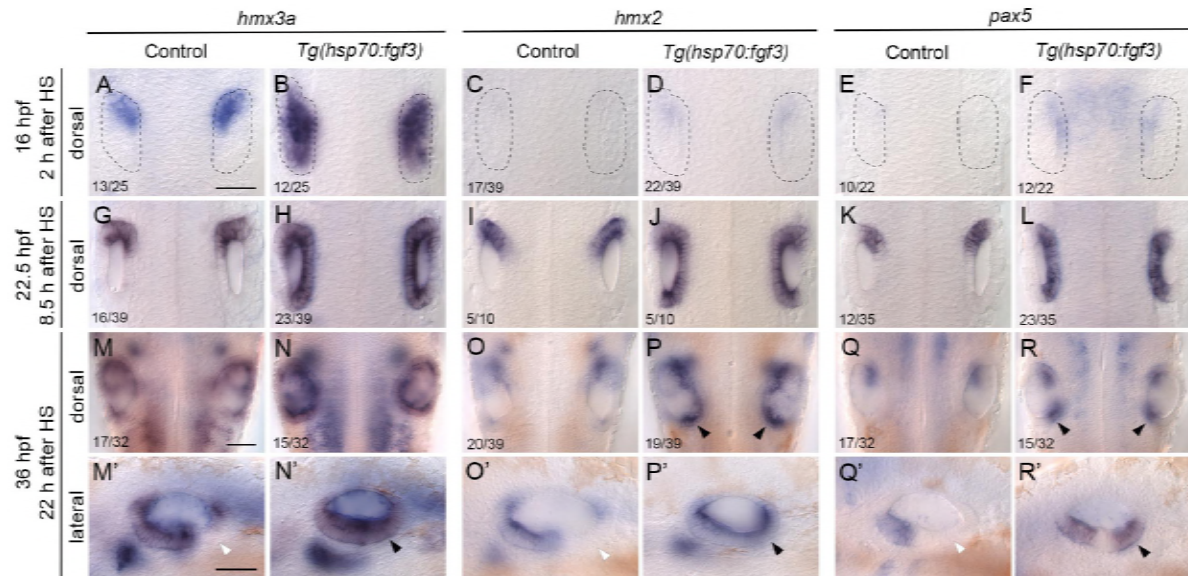 hmx3a hmx2 pax5
Control Tg(hsp70:fgf3) Control Tg(hsp70:fgf3) Control Tg(hsp70:fgf3)
16 hpf
2 h after HS
dorsal
A B C D E F
13/25 12/25 17/39 22/39 10/22 12/22
22.5 hpf
8.5 h after HS
dorsal
G H I J K L
16/39 23/39 5/10 5/10 12/35 23/35
36 hpf
22 h after HS
dorsal
M N O P Q R
17/32 15/32 20/39 19/39 17/32 15/32
lateral
M' N' O' P' Q' R'